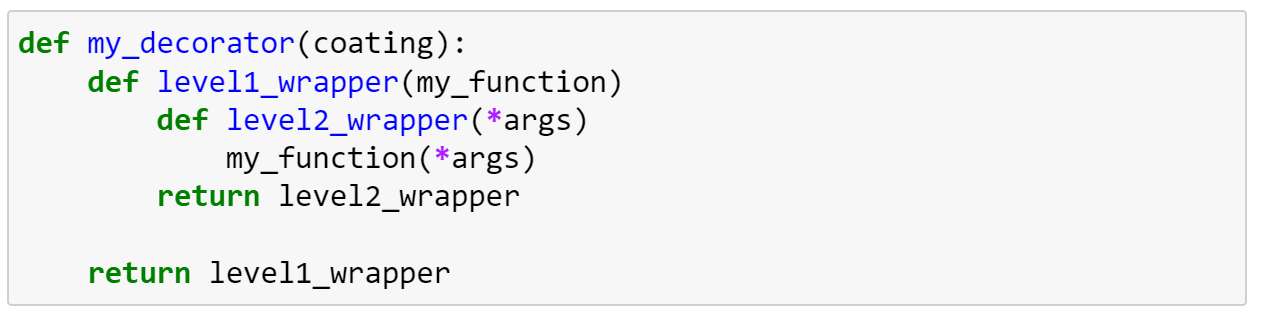 def my_decorator(coating):
    def level1_wrapper(my_function)
        def level2_wrapper(*args)
            my_function(*args)
        return level2_wrapper

    return level1_wrapper